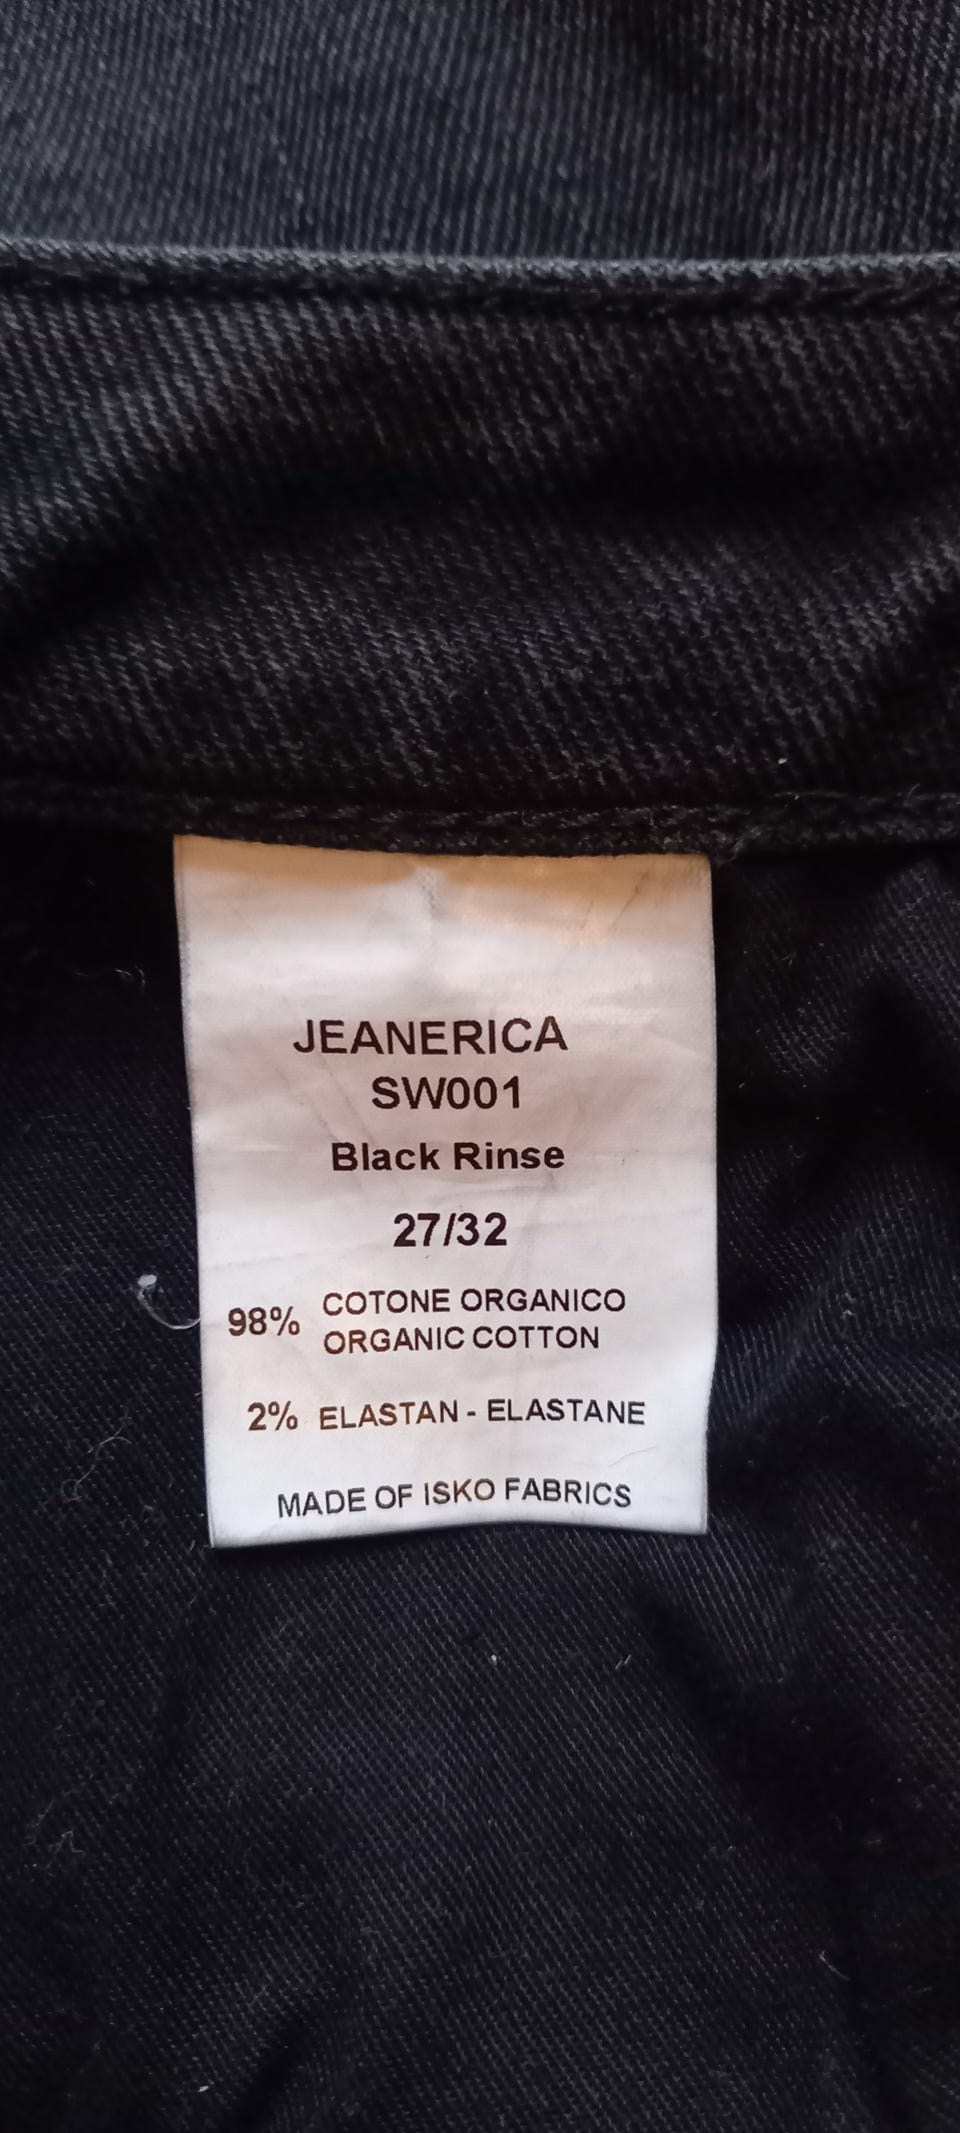 JEANERICA
SW001
Black Rinse
27/32
98% COTONE ORGANICO
ORGANIC COTTON
2% ELASTAN - ELASTANE
MADE OF ISKO FABRICS